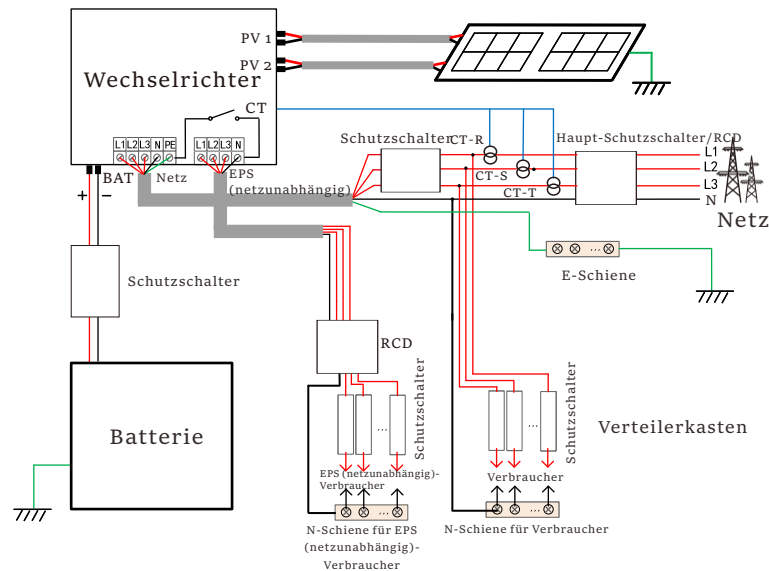 PV 1
PV 2
Wechselrichter
CT
L1 L2 L3 N PE
L1 L2 L3 N
BAT
Netz
EPS
(netzunabhängig)
+
–
Schutzschalter
CT-R
CT-S
CT-T
Haupt-Schutzschalter/RCD
L1
L2
L3
N
Netz
E-Schiene
Schutzschalter
RCD
Batterie
Schutzschalter
...
EPS (netzunabhängig)-
Verbraucher
...
N-Schiene für EPS
(netzunabhängig)-
Verbraucher
Schutzschalter
...
Verbraucher
...
N-Schiene für Verbraucher
Verteilerkasten